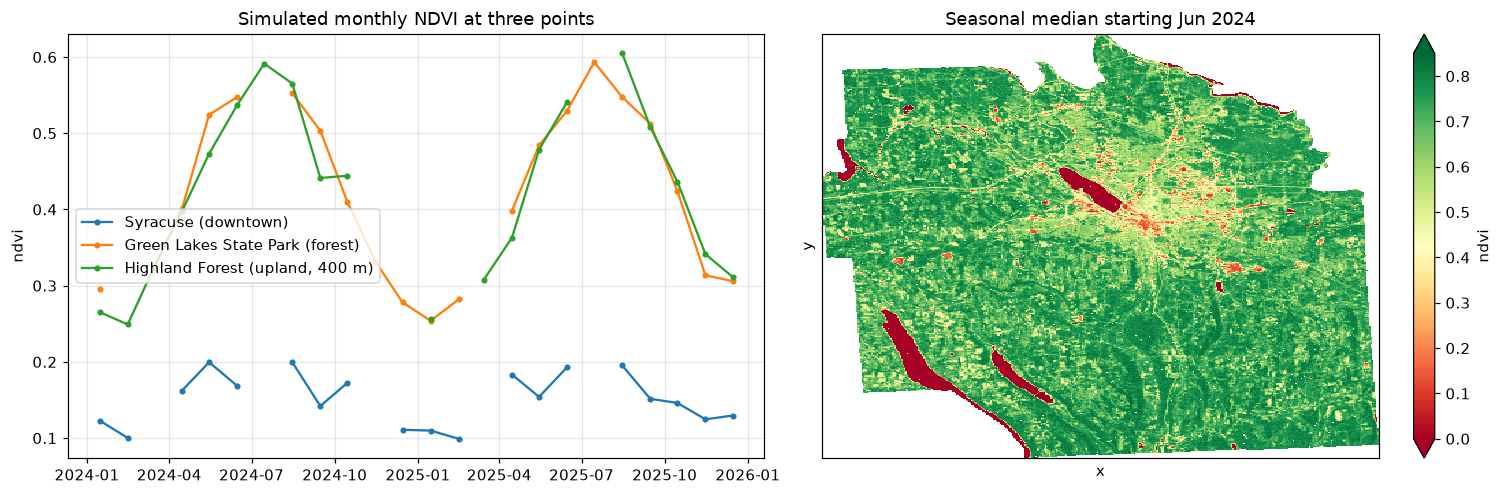 Simulated monthly NDVI at three points
0.6
0.5
0.4
0.3
0.2
0.1
ndvi
Syracuse (downtown)
Green Lakes State Park (forest)
Highland Forest (upland, 400 m)
2024-01 2024-04 2024-07 2024-10 2025-01 2025-04 2025-07 2025-10 2026-01
Seasonal median starting Jun 2024
y
x
0.8
0.7
0.6
0.5
0.4
0.3
0.2
0.1
0.0
ndvi